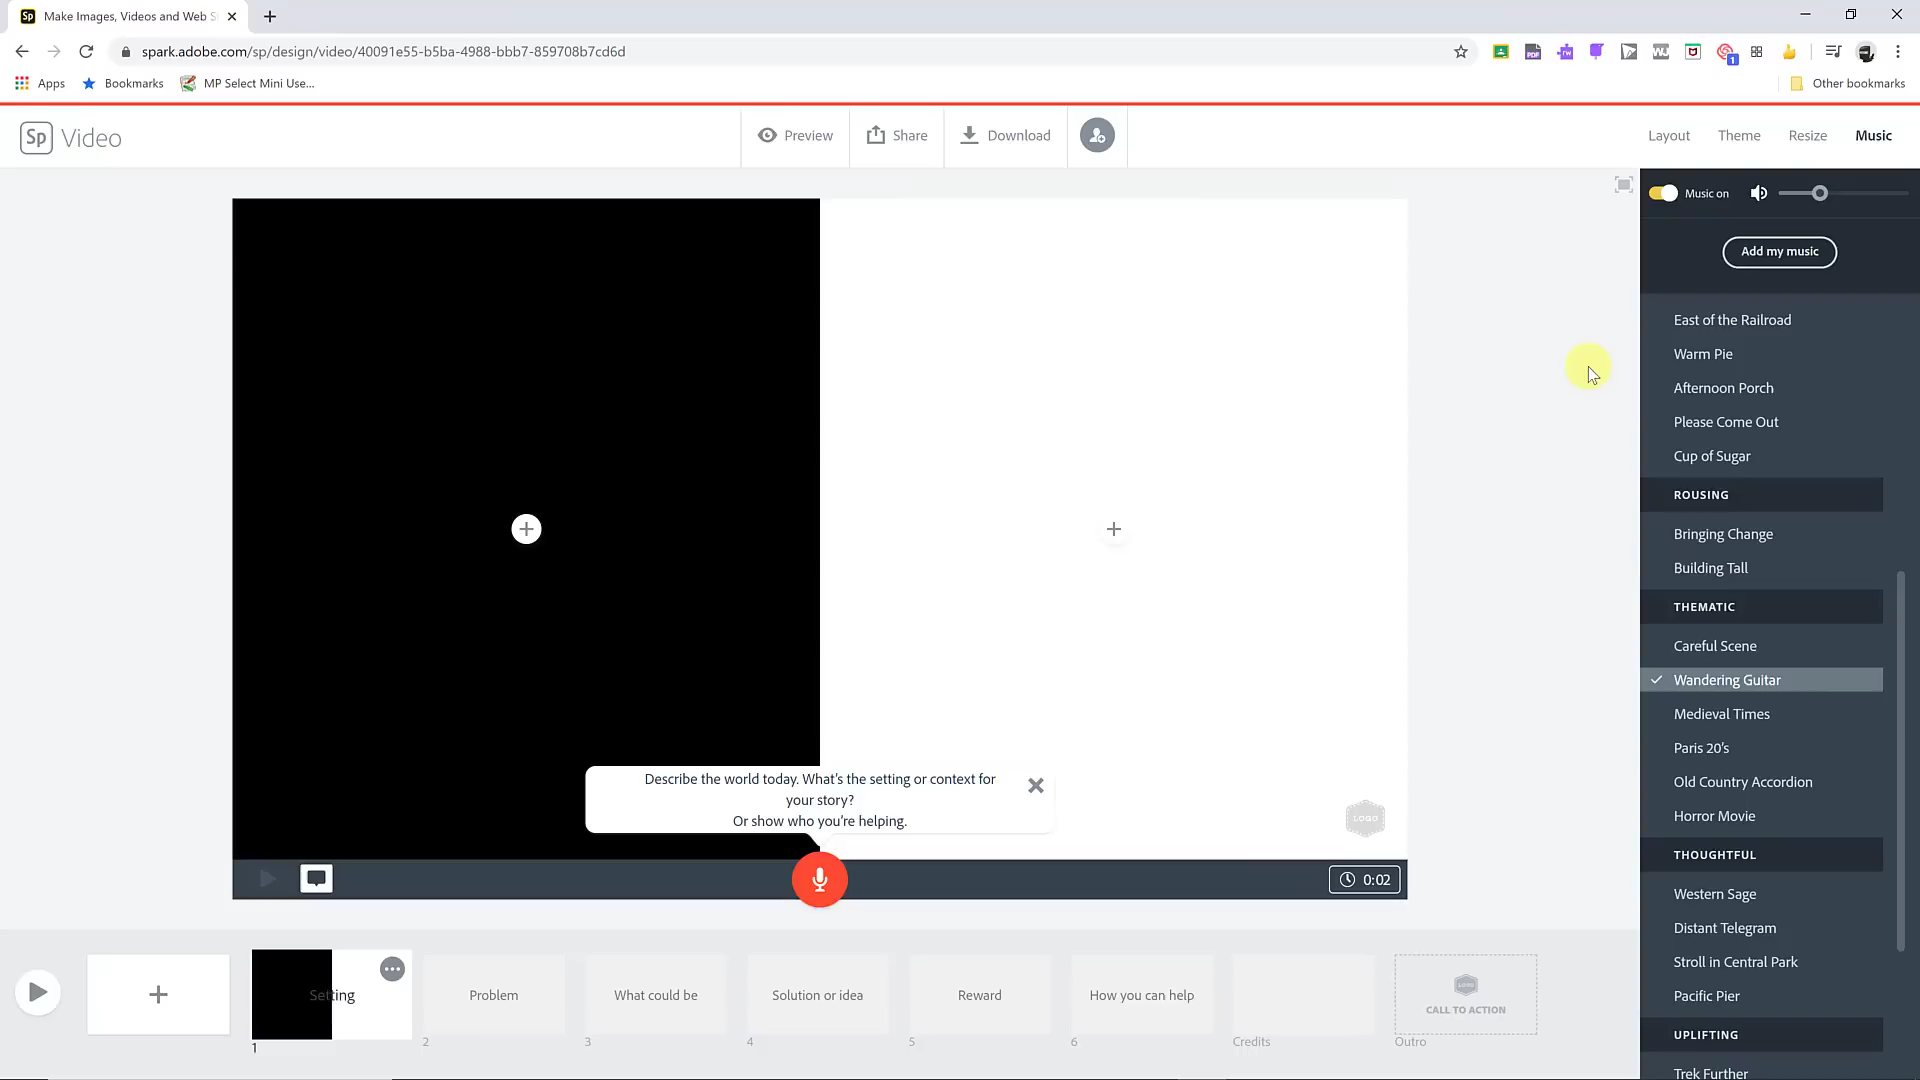 Sp
Make Images, Videos and Web S
spark.adobe.com/sp/design/video/40091e55-b5ba-4988-bbb7-859708b7cd6d
Apps
Bookmarks
MP Select Mini Use...
Other bookmarks
Sp Video
Preview
Share
Download
Layout
Theme
Resize
Music
Music on
Add my music
East of the Railroad
Warm Pie
Afternoon Porch
Please Come Out
Cup of Sugar
ROUSING
Bringing Change
Building Tall
THEMATIC
Careful Scene
Wandering Guitar
Medieval Times
Paris 20's
Old Country Accordion
Horror Movie
THOUGHTFUL
Western Sage
Distant Telegram
Stroll in Central Park
Pacific Pier
UPLIFTING
Trek Further
Describe the world today. What's the setting or context for
your story?
Or show who you're helping.
LOGO
0:02
Setting
Problem
What could be
Solution or idea
Reward
How you can help
LOGO
CALL TO ACTION
1
2
3
4
5
6
Credits
Outro